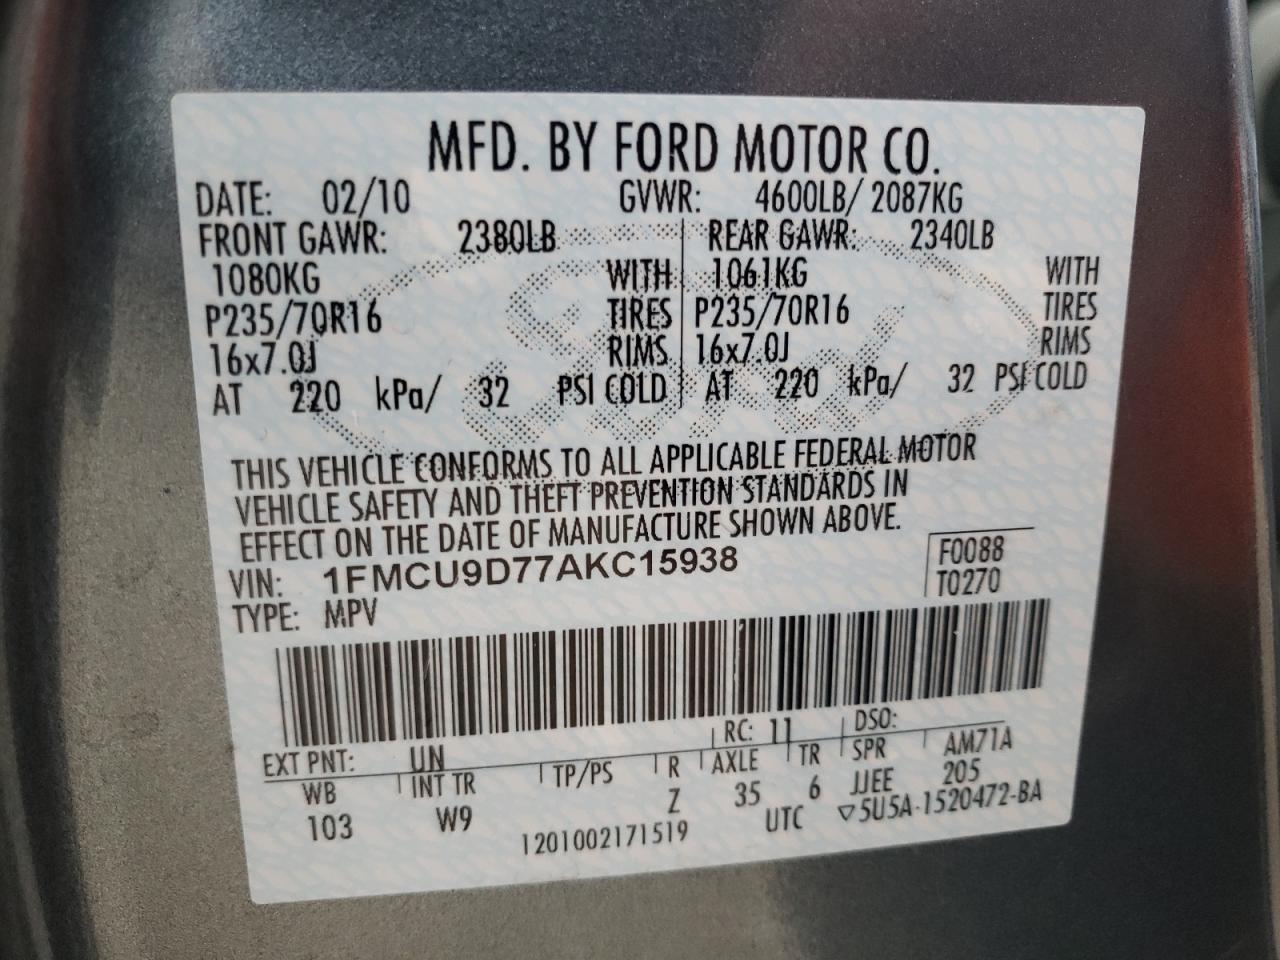 MFD. BY FORD MOTOR CO.
DATE: 02/10 GVWR: 4600LB/ 2087KG
FRONT GAWR: 2380LB REAR GAWR: 2340LB
1080KG WITH 1061KG WITH
P235/70R16 TIRES P235/70R16 TIRES
16x7.0J RIMS 16x7.0J RIMS
AT 220 kPa/ 32 PSI COLD AT 220 kPa/ 32 PSI COLD
THIS VEHICLE CONFORMS TO ALL APPLICABLE FEDERAL MOTOR
VEHICLE SAFETY AND THEFT PREVENTION STANDARDS IN
EFFECT ON THE DATE OF MANUFACTURE SHOWN ABOVE.
VIN: 1FMCU9D77AKC15938 F0088
TYPE: MPV T0270
EXT PNT: UN RC: 11 DSO:
WB INT TR TP/PS R AXLE TR SPR AM71A
103 W9 Z 35 6 JJEE 205
1201002171519 UTC ▽5U5A-1520472-BA